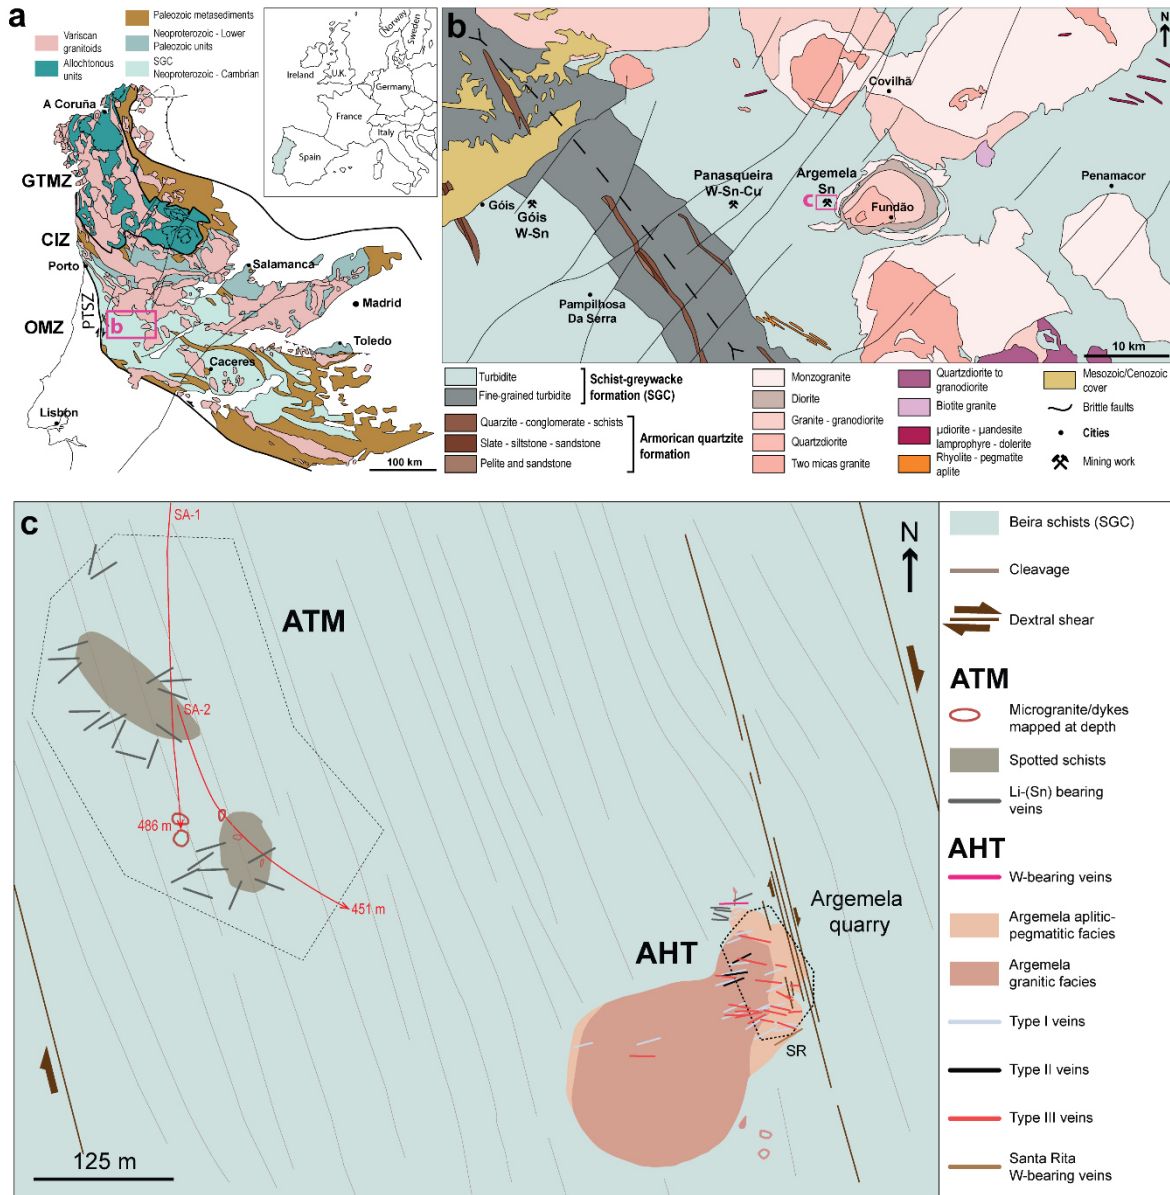 a
Variscan
granitoids
Allochtonous
units
Paleozoic metasediments
Neoproterozoic - Lower
Paleozoic units
SGC
Neoproterozoic - Cambrian
A Coruña
GTMZ
CIZ
Porto
PTSZ
OMZ
b
Salamanca
Madrid
Toledo
Caceres
Lisbon
100 km
Norway
Sweden
Ireland
U.K.
Germany
France
Italy
Spain
b
N
Covilhã
Panasqueira
W-Sn-Cu
Argemela
Sn
c
Penamacor
Góis
Góis
W-Sn
Fundão
Pampilhosa
Da Serra
10 km
Turbidite
Fine-grained turbidite
Schist-greywacke
formation (SGC)
Quartzite - conglomerate - schists
Slate - siltstone - sandstone
Pelite and sandstone
Armorican quartzite
formation
Monzogranite
Diorite
Granite - granodiorite
Quartzdiorite
Two micas granite
Quartzdiorite to
granodiorite
Biotite granite
µdiorite - µandesite
lamprophyre - dolerite
Rhyolite - pegmatite
aplite
Mesozoic/Cenozoic
cover
Brittle faults
Cities
Mining work
c
SA-1
N
ATM
SA-2
486 m
451 m
Argemela
quarry
AHT
SR
125 m
Beira schists (SGC)
Cleavage
Dextral shear
ATM
Microgranite/dykes
mapped at depth
Spotted schists
Li-(Sn) bearing
veins
AHT
W-bearing veins
Argemela aplitic-
pegmatitic facies
Argemela
granitic facies
Type I veins
Type II veins
Type III veins
Santa Rita
W-bearing veins